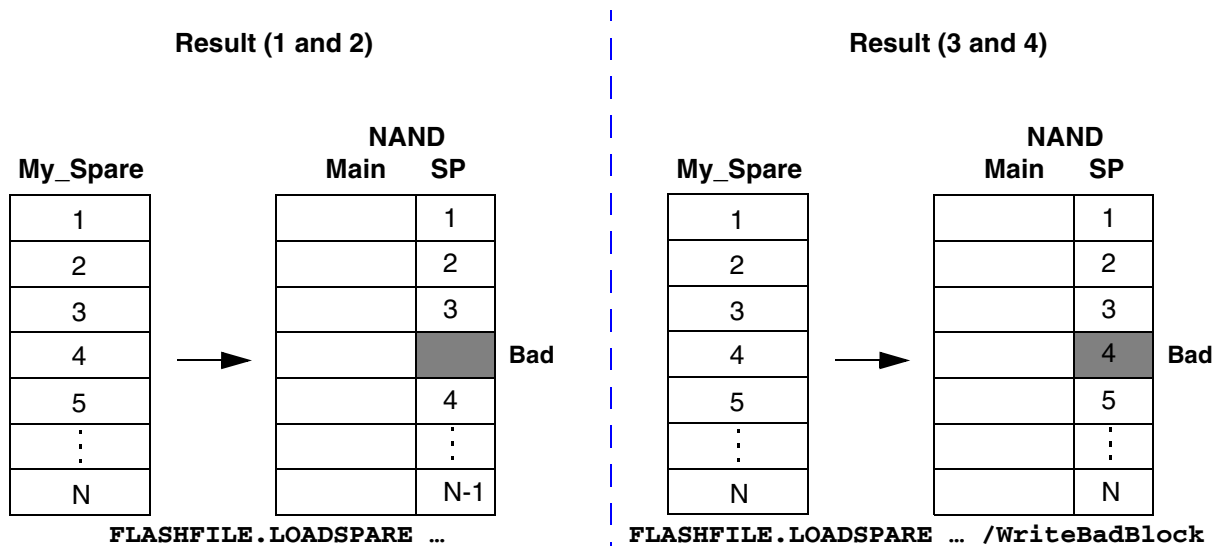 Result (1 and 2)
NAND
My_Spare Main SP
1 1
2 2
3 3
4 Bad
5 4
N N-1
FLASHFILE.LOADSPARE …
Result (3 and 4)
NAND
My_Spare Main SP
1 1
2 2
3 3
4 4 Bad
5 5
N N
FLASHFILE.LOADSPARE … /WriteBadBlock